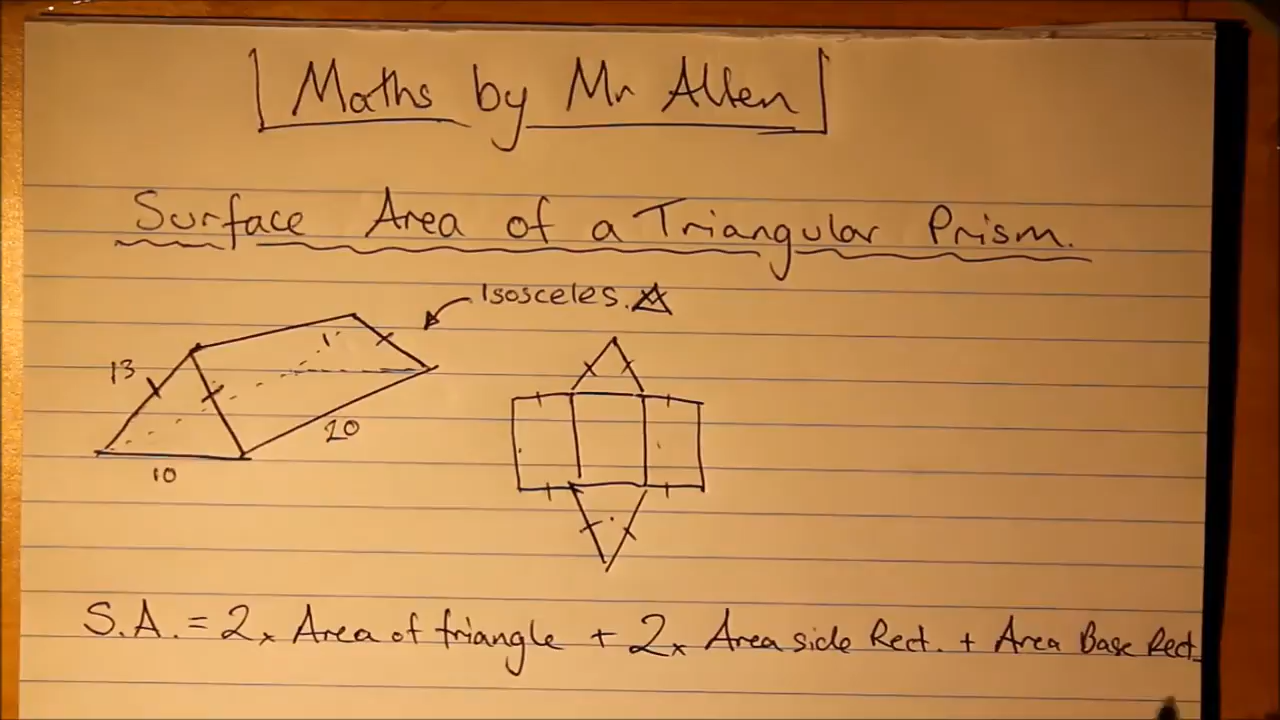 Maths by Mr Allen
Surface Area of a Triangular Prism.
Isosceles.
13
20
10
S.A. = 2 x Area of triangle + 2 x Area side Rect. + Area Base Rect.